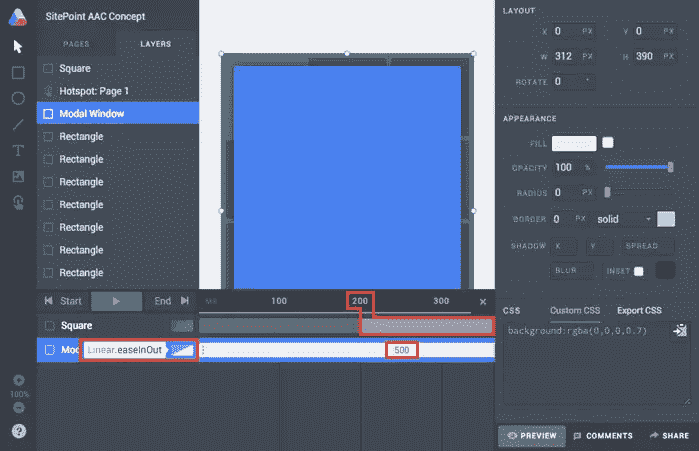 SitePoint AAC Concept
PAGES LAYERS
Square
Hotspot: Page 1
Modal Window
Rectangle
Rectangle
Rectangle
Rectangle
Rectangle
Rectangle
Rectangle
Start End
MS 100 200 300
Square
Mod Linear.easeInOut 500
100%
LAYOUT
X 0 PX Y 0 PX
W 312 PX H 390 PX
ROTATE 0 °
APPEARANCE
FILL
OPACITY 100 %
RADIUS 0 PX
BORDER 0 PX solid
SHADOW X Y SPREAD
BLUR INSET
CSS Custom CSS Export CSS
background:rgba(0,0,0,0.7)
PREVIEW COMMENTS SHARE